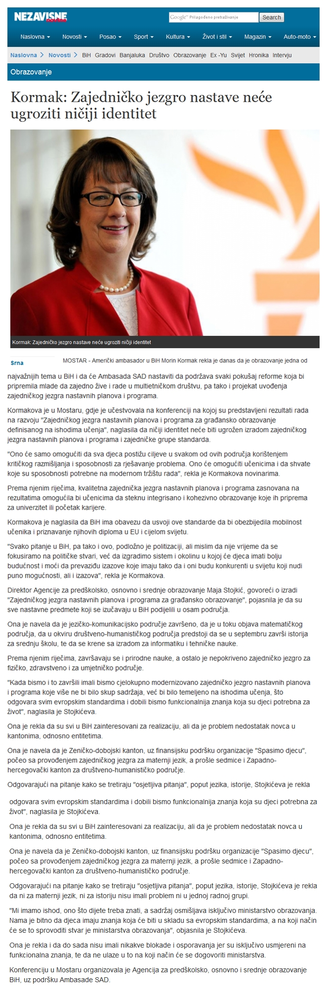 NEZAVISNE
novine
Google™ Prilagođeno pretraživanje
Search
Naslovna Novosti Posao Sport Kultura Život i stil Magazin Auto-moto
Naslovna Novosti BiH Gradovi Banjaluka Društvo Obrazovanje Ex -Yu Svijet Hronika Intervju
Obrazovanje
Kormak: Zajedničko jezgro nastave neće
ugroziti ničiji identitet
Kormak: Zajedničko jezgro nastave neće ugroziti ničiji identitet
Srna
MOSTAR - Američki ambasador u BiH Morin Kormak rekla je danas da je obrazovanje jedna od
najvažnijih tema u BiH i da će Ambasada SAD nastaviti da podržava svaki pokušaj reforme koja bi
pripremila mlade da zajedno žive i rade u multietničkom društvu, pa tako i projekat uvođenja
zajedničkog jezgra nastavnih planova i programa.
Kormakova je u Mostaru, gdje je učestvovala na konferenciji na kojoj su predstavljeni rezultati rada
na razvoju "Zajedničkog jezgra nastavnih planova i programa za građansko obrazovanje
definisanog na ishodima učenja", naglasila da ničiji identitet neće biti ugrožen izradom zajedničkog
jezgra nastavnih planova i programa i zajedničke grupe standarda.
"Ono će samo omogućiti da sva djeca postižu ciljeve u svakom od ovih područja korištenjem
kritičkog razmišljanja i sposobnosti za rješavanje problema. Ono će omogućiti učenicima i da shvate
koje su sposobnosti potrebne na modernom tržištu rada", rekla je Kormakova novinarima.
Prema njenim riječima, kvalitetna zajednička jezgra nastavnih planova i programa zasnovana na
rezultatima omogućila bi učenicima da steknu integrisano i kohezivno obrazovanje koje ih priprema
za univerzitet ili početak karijere.
Kormakova je naglasila da BiH ima obavezu da usvoji ove standarde da bi obezbijedila mobilnost
učenika i priznavanje njihovih diploma u EU i cijelom svijetu.
"Svako pitanje u BiH, pa tako i ovo, podložno je politizaciji, ali mislim da nije vrijeme da se
fokusiramo na političke stvari, već da izgradimo sistem i okolinu u kojoj će djeca imati bolju
budućnost i moći da prevaziđu izazove koje imaju tako da i oni budu konkurenti u svijetu koji nudi
puno mogućnosti, ali i izazova", rekla je Kormakova.
Direktor Agencije za predškolsko, osnovno i srednje obrazovanje Maja Stojkić, govoreći o izradi
"Zajedničkog jezgra nastavnih planova i programa za građansko obrazovanje", pojasnila je da su
sve nastavne predmete koji se izučavaju u BiH podijelili u osam područja.
Ona je navela da je jezičko-komunikacijsko područje završeno, da je u toku objava matematičkog
područja, da u okviru društveno-humanističkog područja predstoji da se u septembru završi istorija
za srednju školu, te da se krene sa izradom za informatiku i tehničke nauke.
Prema njenim riječima, završavaju se i prirodne nauke, a ostalo je nepokriveno zajedničko jezgro za
fizičko, zdravstveno i za umjetničko područje.
"Kada bismo i to završili imali bismo cjelokupno modernizovano zajedničko jezgro nastavnih planova
i programa koje više ne bi bilo skup sadržaja, već bi bilo temeljeno na ishodima učenja, što
odgovara svim evropskim standardima i dobili bismo funkcionalnija znanja koja su djeci potrebna za
život", naglasila je Stojkićeva.
Ona je rekla da su svi u BiH zainteresovani za realizaciju, ali da je problem nedostatak novca u
kantonima, odnosno entitetima.
Ona je navela da je Zeničko-dobojski kanton, uz finansijsku podršku organizacije "Spasimo djecu",
počeo sa provođenjem zajedničkog jezgra za maternji jezik, a prošle sedmice i Zapadno-
hercegovački kanton za društveno-humanističko područje.
Odgovarajući na pitanje kako se tretiraju "osjetljiva pitanja", poput jezika, istorije, Stojkićeva je rekla
odgovara svim evropskim standardima i dobili bismo funkcionalnija znanja koja su djeci potrebna za
život", naglasila je Stojkićeva.
Ona je rekla da su svi u BiH zainteresovani za realizaciju, ali da je problem nedostatak novca u
kantonima, odnosno entitetima.
Ona je navela da je Zeničko-dobojski kanton, uz finansijsku podršku organizacije "Spasimo djecu",
počeo sa provođenjem zajedničkog jezgra za maternji jezik, a prošle sedmice i Zapadno-
hercegovački kanton za društveno-humanističko područje.
Odgovarajući na pitanje kako se tretiraju "osjetljiva pitanja", poput jezika, istorije, Stojkićeva je rekla
da ni za maternji jezik, ni za istoriju nisu imali problem ni u jednoj radnoj grupi.
"Mi imamo ishod, ono što dijete treba znati, a sadržaj osmišljava isključivo ministarstvo obrazovanja.
Nama je bitno da djeca imaju znanja koja će biti u skladu sa evropskim standardima, a na koji način
će se to sprovoditi stvar je ministarstva obrazovanja", objasnila je Stojkićeva.
Ona je rekla i da do sada nisu imali nikakve blokade i osporavanja jer su isključivo usmjereni na
funkcionalna znanja, te da ne ulaze u to na koji način će se dogovoriti ministarstva.
Konferenciju u Mostaru organizovala je Agencija za predškolsko, osnovno i srednje obrazovanje
BiH, uz podršku Ambasade SAD.